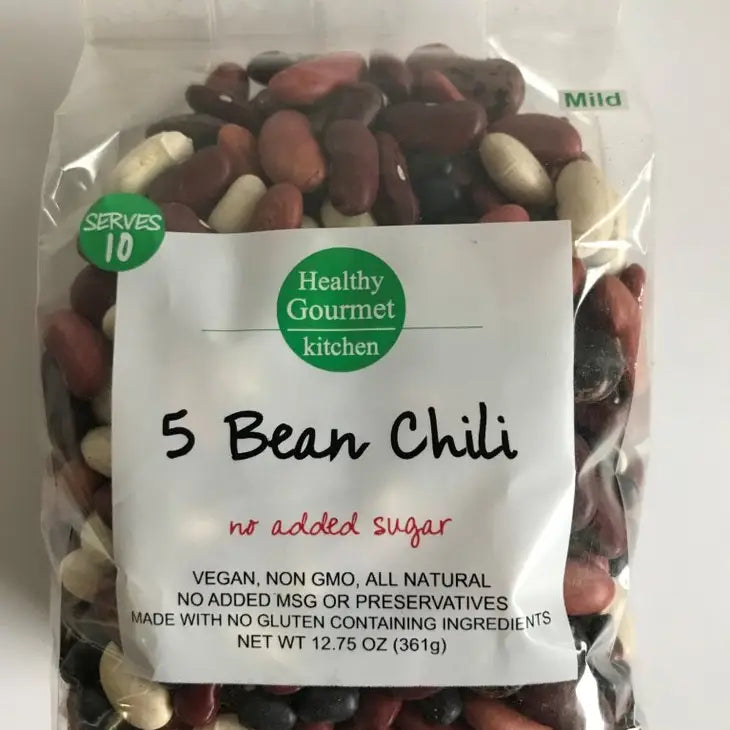 Mild
SERVES
10
Healthy
Gourmet
kitchen
5 Bean Chili
no added sugar
VEGAN, NON GMO, ALL NATURAL
NO ADDED MSG OR PRESERVATIVES
MADE WITH NO GLUTEN CONTAINING INGREDIENTS
NET WT 12.75 OZ (361g)